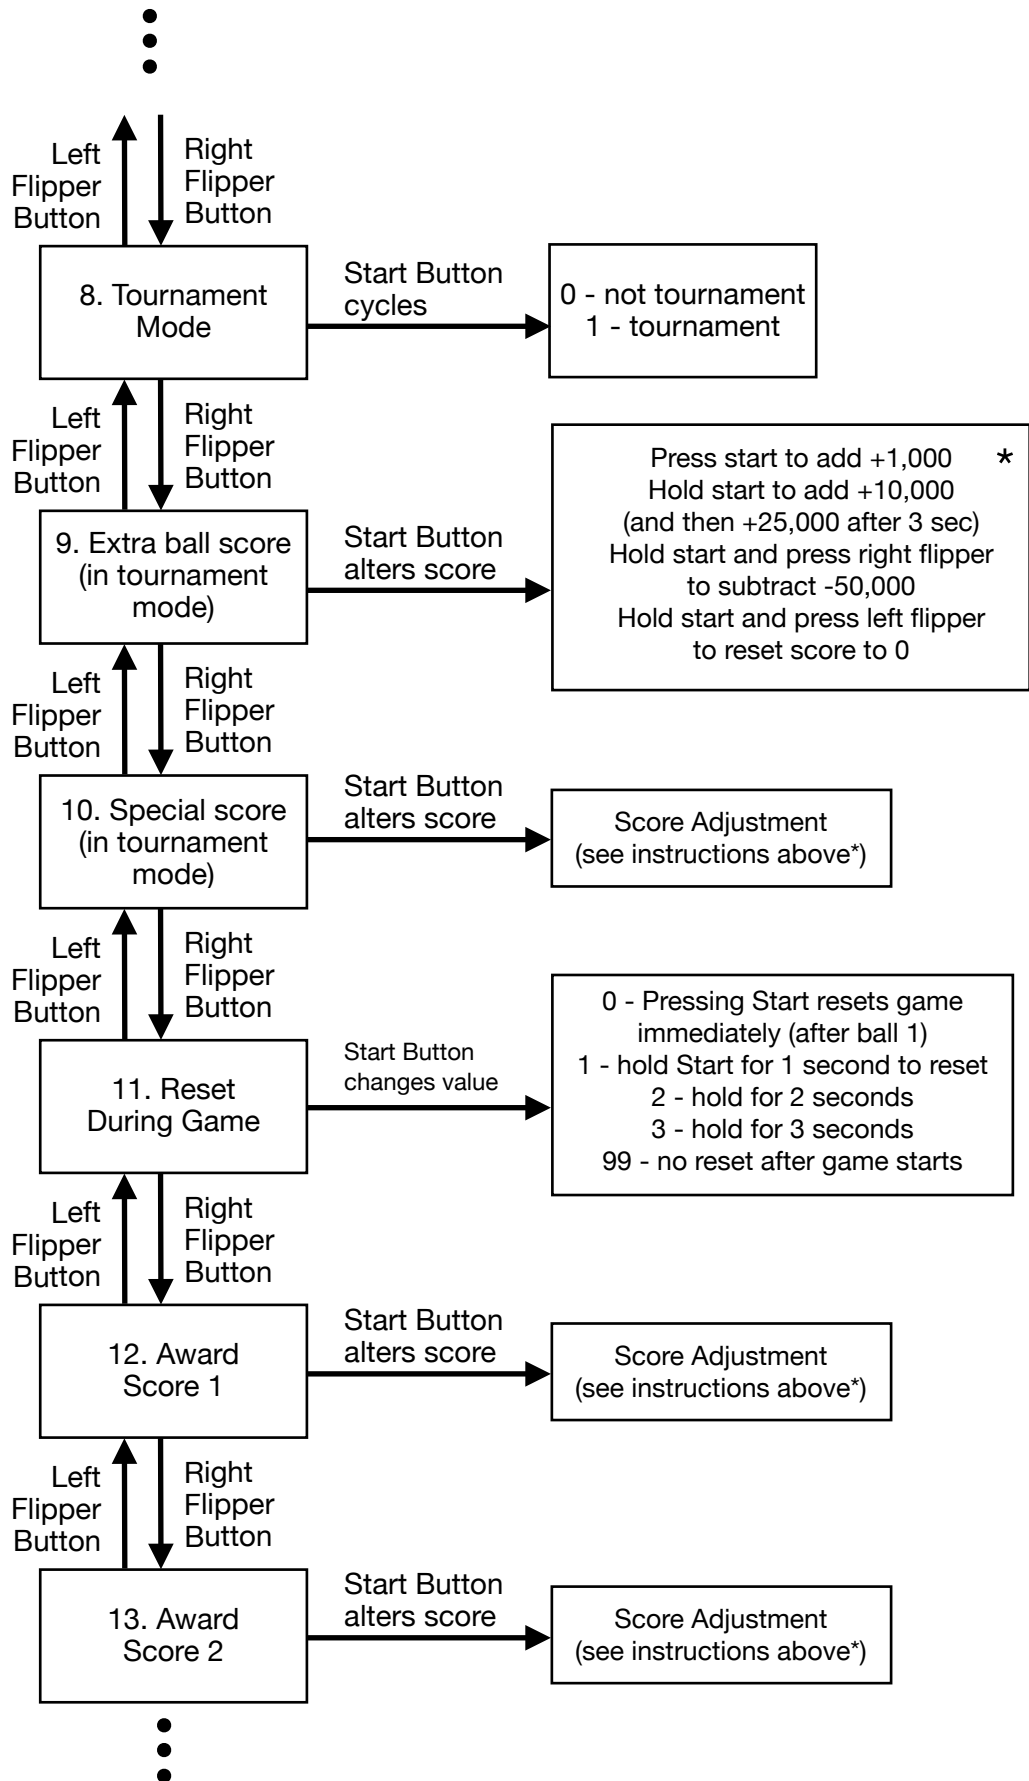 Left
Flipper
Button
Right
Flipper
Button
8. Tournament
Mode
Start Button
cycles
0 - not tournament
1 - tournament
Left
Flipper
Button
Right
Flipper
Button
9. Extra ball score
(in tournament
mode)
Start Button
alters score
Press start to add +1,000 *
Hold start to add +10,000
(and then +25,000 after 3 sec)
Hold start and press right flipper
to subtract -50,000
Hold start and press left flipper
to reset score to 0
Left
Flipper
Button
Right
Flipper
Button
10. Special score
(in tournament
mode)
Start Button
alters score
Score Adjustment
(see instructions above*)
Left
Flipper
Button
Right
Flipper
Button
11. Reset
During Game
Start Button
changes value
0 - Pressing Start resets game
immediately (after ball 1)
1 - hold Start for 1 second to reset
2 - hold for 2 seconds
3 - hold for 3 seconds
99 - no reset after game starts
Left
Flipper
Button
Right
Flipper
Button
12. Award
Score 1
Start Button
alters score
Score Adjustment
(see instructions above*)
Left
Flipper
Button
Right
Flipper
Button
13. Award
Score 2
Start Button
alters score
Score Adjustment
(see instructions above*)